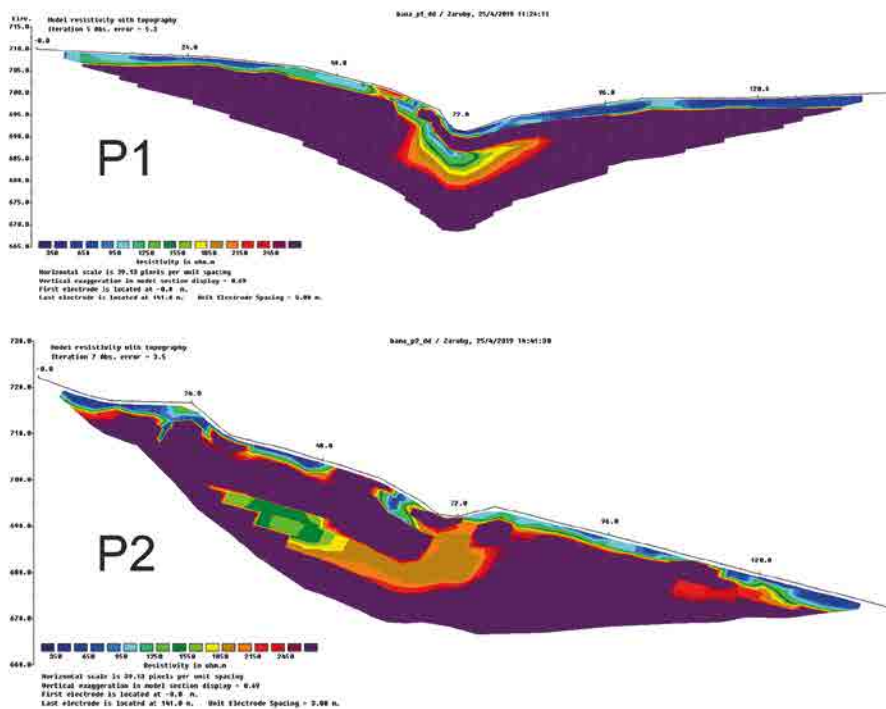 Elev. Model resistivity with topography
Iteration 5 Abs. error = 5.3
bana_p1_dd / Zaruby, 25/4/2019 11:24:11
715.0
710.0
705.0
700.0
695.0
690.0
685.0
680.0
670.0
665.0
-0.0
24.0
48.0
72.0
96.0
120.0
P1
350 650 950 1250 1550 1850 2150 2450
Resistivity in ohm.m
Horizontal scale is 39.13 pixels per unit spacing
Vertical exaggeration in model section display = 0.69
First electrode is located at -0.0 m.
Last electrode is located at 141.0 m. Unit Electrode Spacing = 3.00 m.
Model resistivity with topography
Iteration 7 Abs. error = 3.5
bana_p2_dd / Zaruby, 25/4/2019 14:41:20
730.0
720.0
710.0
700.0
690.0
680.0
670.0
660.0
-0.0
48.0
72.0
96.0
120.0
P2
350 650 950 1250 1550 1850 2150 2450
Resistivity in ohm.m
Horizontal scale is 39.13 pixels per unit spacing
Vertical exaggeration in model section display = 0.69
First electrode is located at -0.0 m.
Last electrode is located at 141.0 m. Unit Electrode Spacing = 3.00 m.